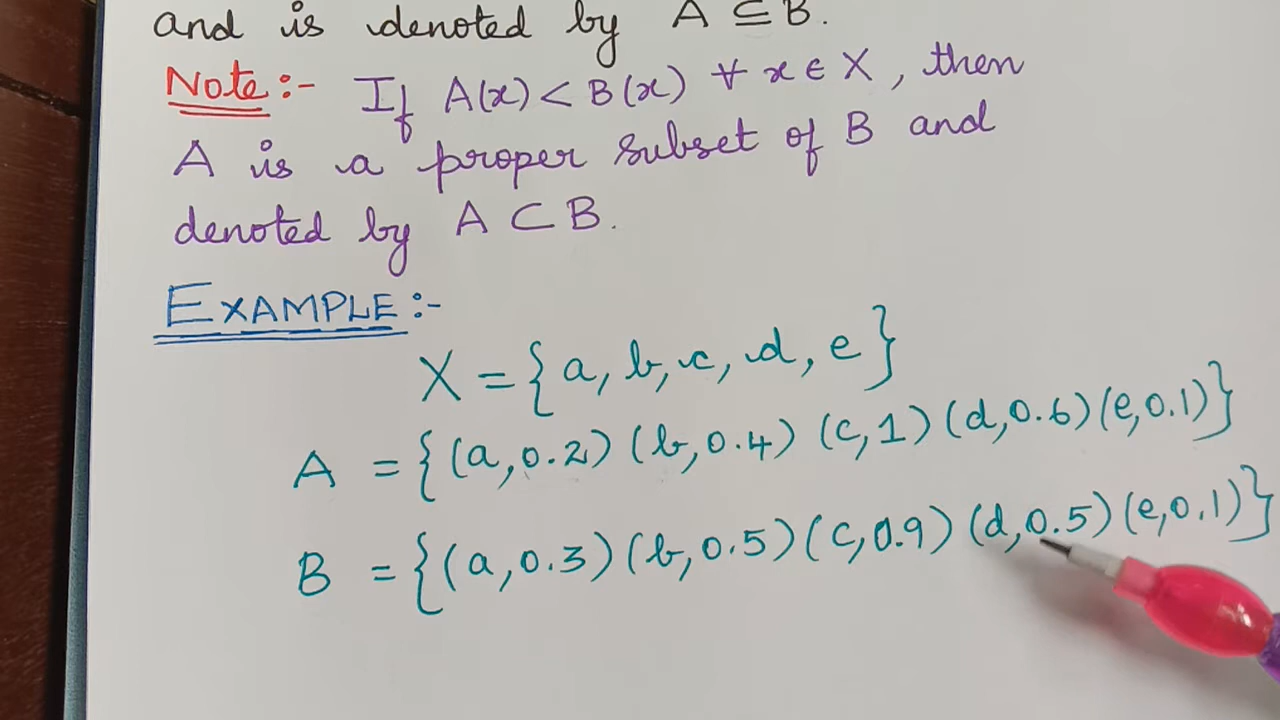 and is denoted by A ⊆ B.
Note:- If A(x) < B(x) ∀ x ∈ X, then
A is a proper subset of B and
denoted by A ⊂ B.
EXAMPLE:-
X = {a, b, c, d, e}
A = {(a,0.2) (b,0.4) (c,1) (d,0.6) (e,0.1)}
B = {(a,0.3) (b,0.5) (c,0.9) (d,0.5) (e,0.1)}